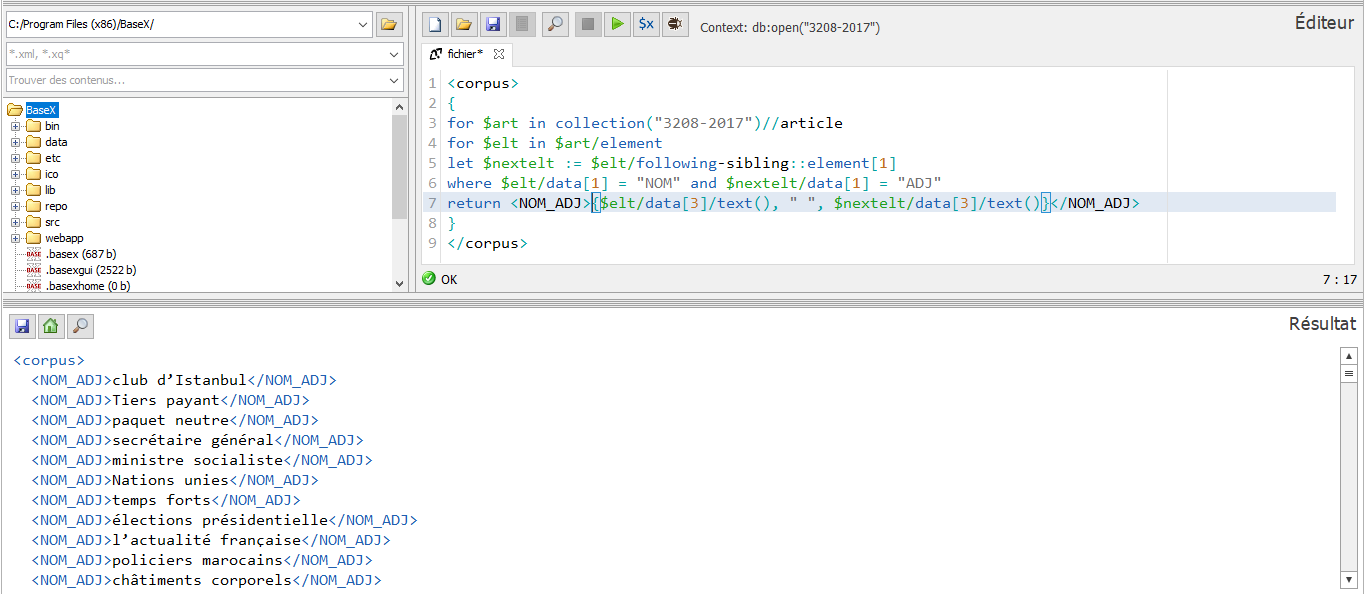 C:/Program Files (x86)/BaseX/
*.xml, *.xq*
Trouver des contenus...
BaseX
bin
data
etc
ico
lib
repo
src
webapp
.basex (687 b)
.basexgui (2522 b)
.basexhome (0 b)
$x
Context: db:open("3208-2017")
Éditeur
fichier*
1 <corpus>
2 {
3 for $art in collection("3208-2017")//article
4 for $elt in $art/element
5 let $nextelt := $elt/following-sibling::element[1]
6 where $elt/data[1] = "NOM" and $nextelt/data[1] = "ADJ"
7 return <NOM_ADJ>{$elt/data[3]/text(), " ", $nextelt/data[3]/text()}</NOM_ADJ>
8 }
9 </corpus>
OK
7 : 17
Résultat
<corpus>
<NOM_ADJ>club d’Istanbul</NOM_ADJ>
<NOM_ADJ>Tiers payant</NOM_ADJ>
<NOM_ADJ>paquet neutre</NOM_ADJ>
<NOM_ADJ>secrétaire général</NOM_ADJ>
<NOM_ADJ>ministre socialiste</NOM_ADJ>
<NOM_ADJ>Nations unies</NOM_ADJ>
<NOM_ADJ>temps forts</NOM_ADJ>
<NOM_ADJ>élections présidentielle</NOM_ADJ>
<NOM_ADJ>l’actualité française</NOM_ADJ>
<NOM_ADJ>policiers marocains</NOM_ADJ>
<NOM_ADJ>châtiments corporels</NOM_ADJ>